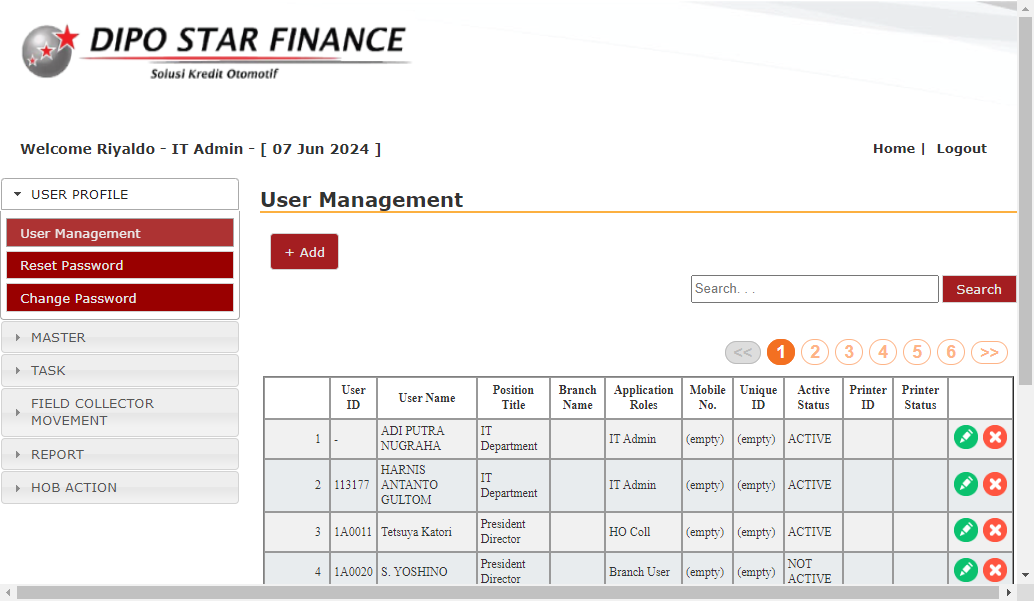 DIPO STAR FINANCE
Solusi Kredit Otomotif
Welcome Riyaldo - IT Admin - [ 07 Jun 2024 ]
Home | Logout
USER PROFILE
User Management
Reset Password
Change Password
MASTER
TASK
FIELD COLLECTOR
MOVEMENT
REPORT
HOB ACTION
User Management
+ Add
Search. . .
Search
<< 1 2 3 4 5 6 >>
User ID User Name Position Title Branch Name Application Roles Mobile No. Unique ID Active Status Printer ID Printer Status
1 - ADI PUTRA NUGRAHA IT Department IT Admin (empty) (empty) ACTIVE
2 113177 HARNIS ANTANTO GULTOM IT Department IT Admin (empty) (empty) ACTIVE
3 1A0011 Tetsuya Katori President Director HO Coll (empty) (empty) ACTIVE
4 1A0020 S. YOSHINO President Director Branch User (empty) (empty) NOT ACTIVE